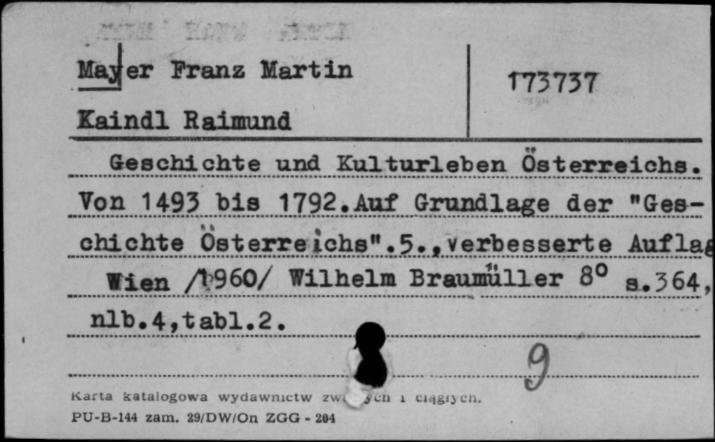 Mayer Franz Martin
173737
Kaindl Raimund
Geschichte und Kulturleben Österreichs.
Von 1493 bis 1792.Auf Grundlage der "Ges-
chichte Österreichs".5.,verbesserte Auflag
Wien /1960/ Wilhelm Braumüller 8° s.364,
nlb.4,tabl.2.
9
Karta katalogowa wydawnictw i ciągłych.
PU-B-144 zam. 29/DW/On ZGG - 204